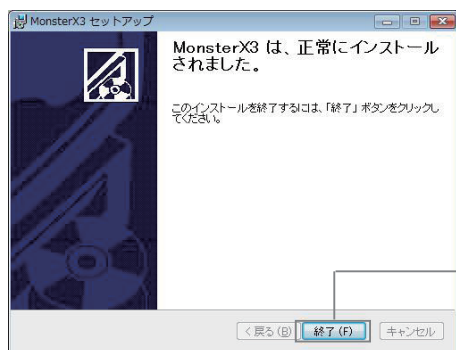 MonsterX3 セットアップ
MonsterX3 は、正常にインストール
されました。
このインストールを終了するには、「終了」ボタンをクリックし
てください。
< 戻る (B)
終了 (F)
キャンセル